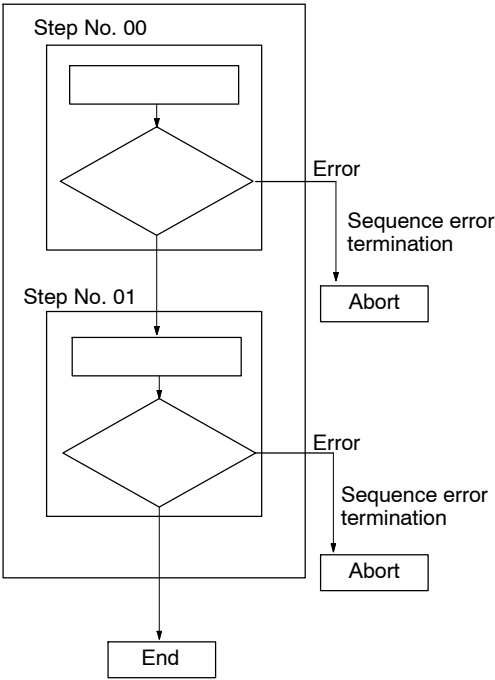 Step No. 00
Error
Sequence error
termination
Abort
Step No. 01
Error
Sequence error
termination
Abort
End